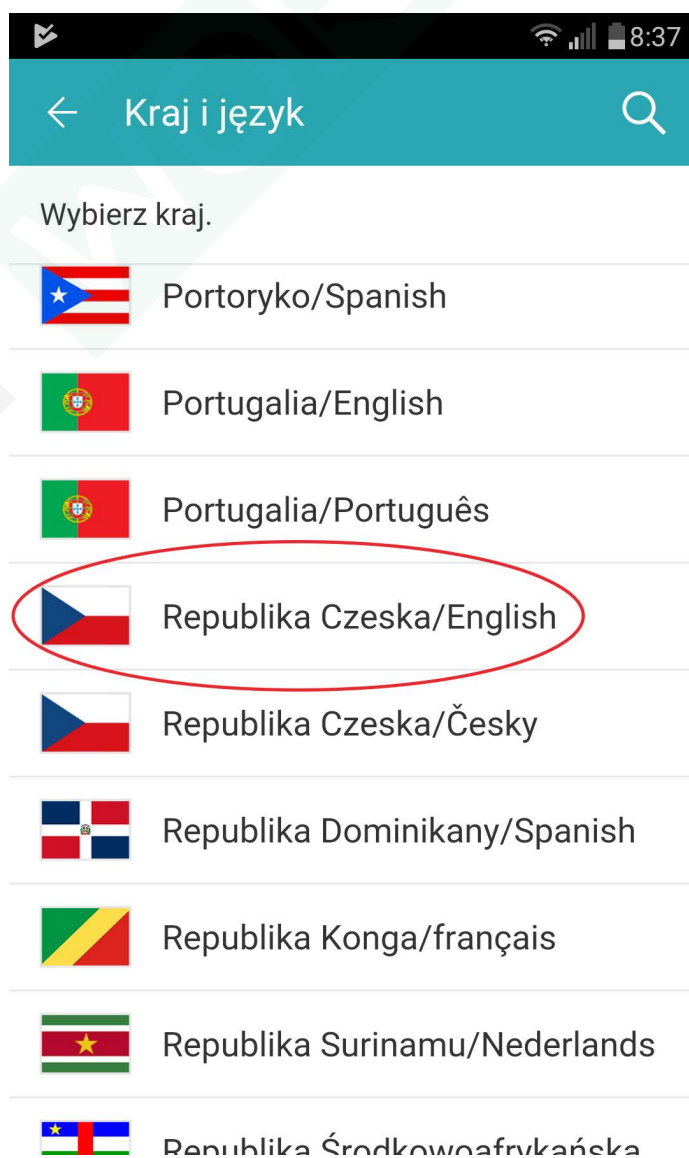 8:37
Kraj i język
Wybierz kraj.
Portoryko/Spanish
Portugalia/English
Portugalia/Português
Republika Czeska/English
Republika Czeska/Česky
Republika Dominikany/Spanish
Republika Konga/français
Republika Surinamu/Nederlands
Republika Środkowoafrykańska